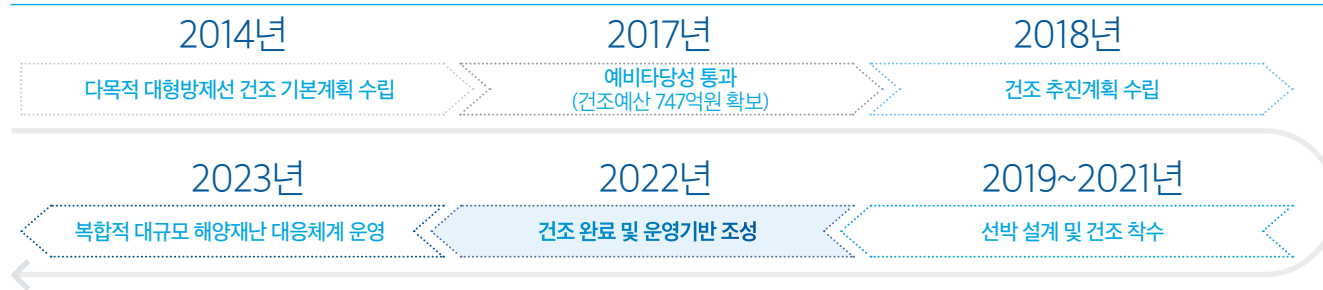 2014년
다목적 대형방제선 건조 기본계획 수립
2017년
예비타당성 통과
(건조예산 747억원 확보)
2018년
건조 추진계획 수립
2019~2021년
선박 설계 및 건조 착수
2022년
건조 완료 및 운영기반 조성
2023년
복합적 대규모 해양재난 대응체계 운영